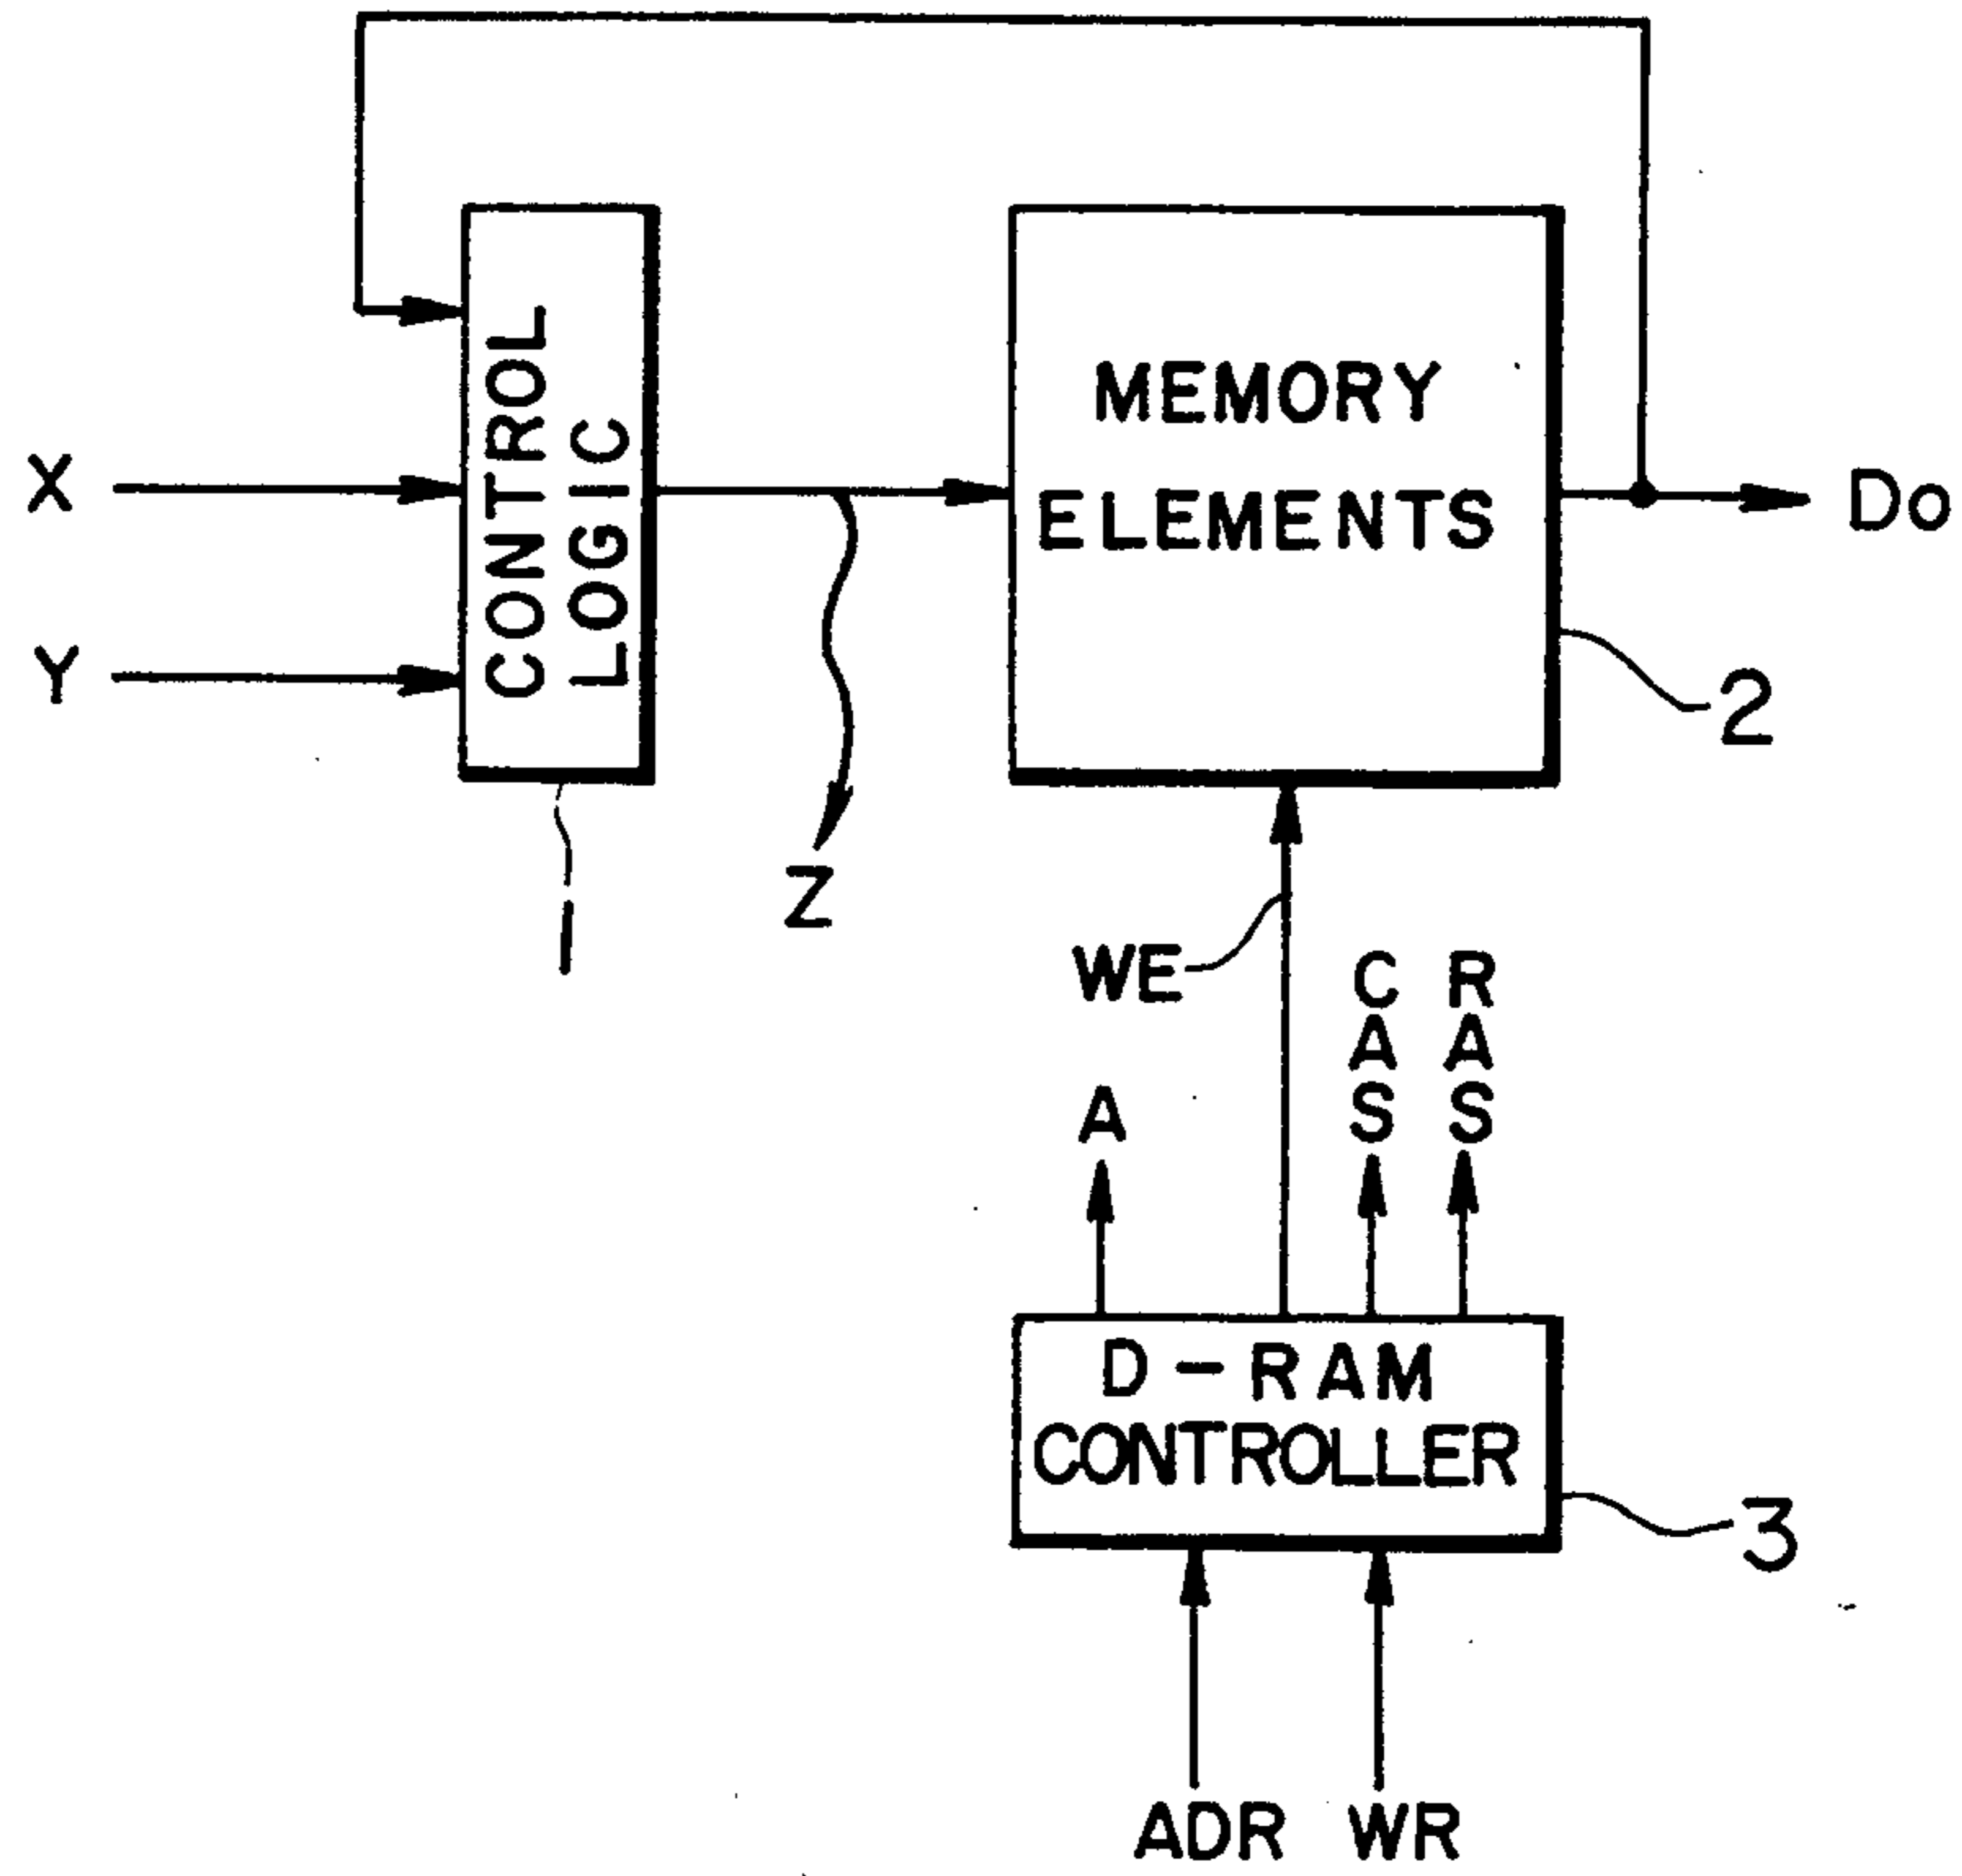 CONTROL
LOGIC
MEMORY
ELEMENTS
X
Do
Y
2
Z
1
WE
CAS
RAS
A
D-RAM
CONTROLLER
3
ADR
WR